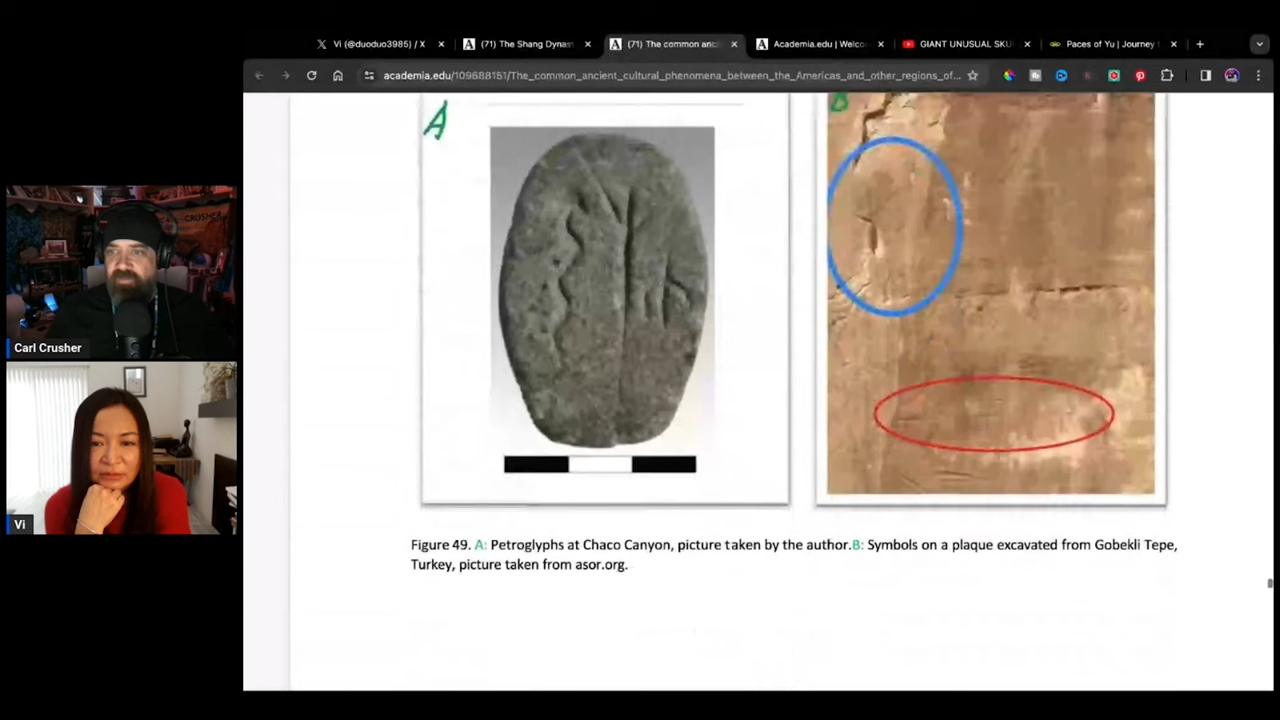 Vi (@duoduo3985) / X
(71) The Shang Dynast
(71) The common anci
Academia.edu | Welco
GIANT UNUSUAL SKU
Paces of Yu | Journey t
academia.edu/109688151/The_common_ancient_cultural_phenomena_between_the_Americas_and_other_regions_of...
A
B
CRUSHER
Carl Crusher
Vi
Figure 49. A: Petroglyphs at Chaco Canyon, picture taken by the author.B: Symbols on a plaque excavated from Gobekli Tepe,
Turkey, picture taken from asor.org.